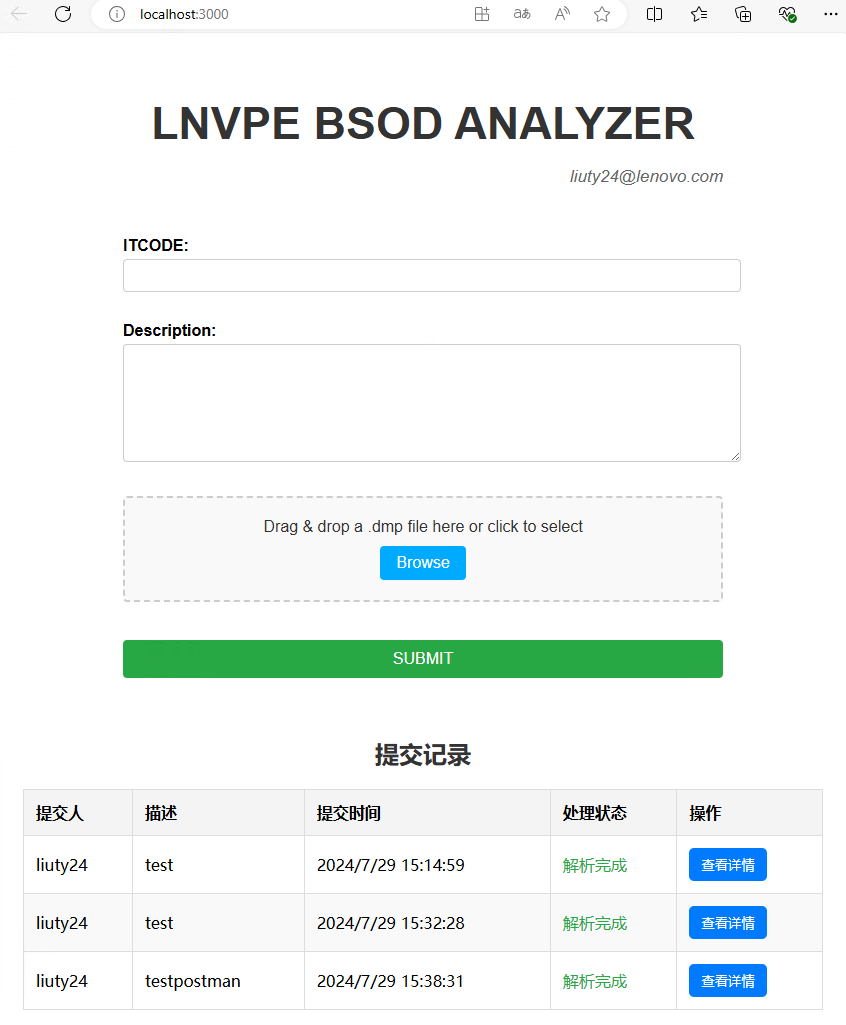 localhost:3000
LNVPE BSOD ANALYZER
liuty24@lenovo.com
ITCODE:
Description:
Drag & drop a .dmp file here or click to select
Browse
SUBMIT
提交记录
提交人 描述 提交时间 处理状态 操作
liuty24 test 2024/7/29 15:14:59 解析完成 查看详情
liuty24 test 2024/7/29 15:32:28 解析完成 查看详情
liuty24 testpostman 2024/7/29 15:38:31 解析完成 查看详情